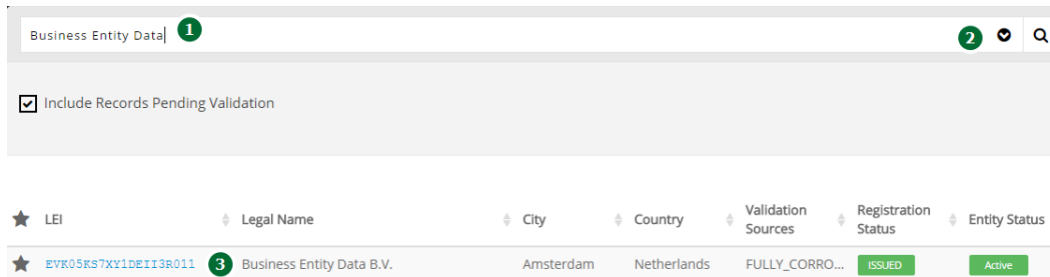 Business Entity Data 1
2
Include Records Pending Validation
LEI Legal Name City Country Validation Sources Registration Status Entity Status
EVK05KS7XY1DEII3R011 3 Business Entity Data B.V. Amsterdam Netherlands FULLY_CORRO... ISSUED Active